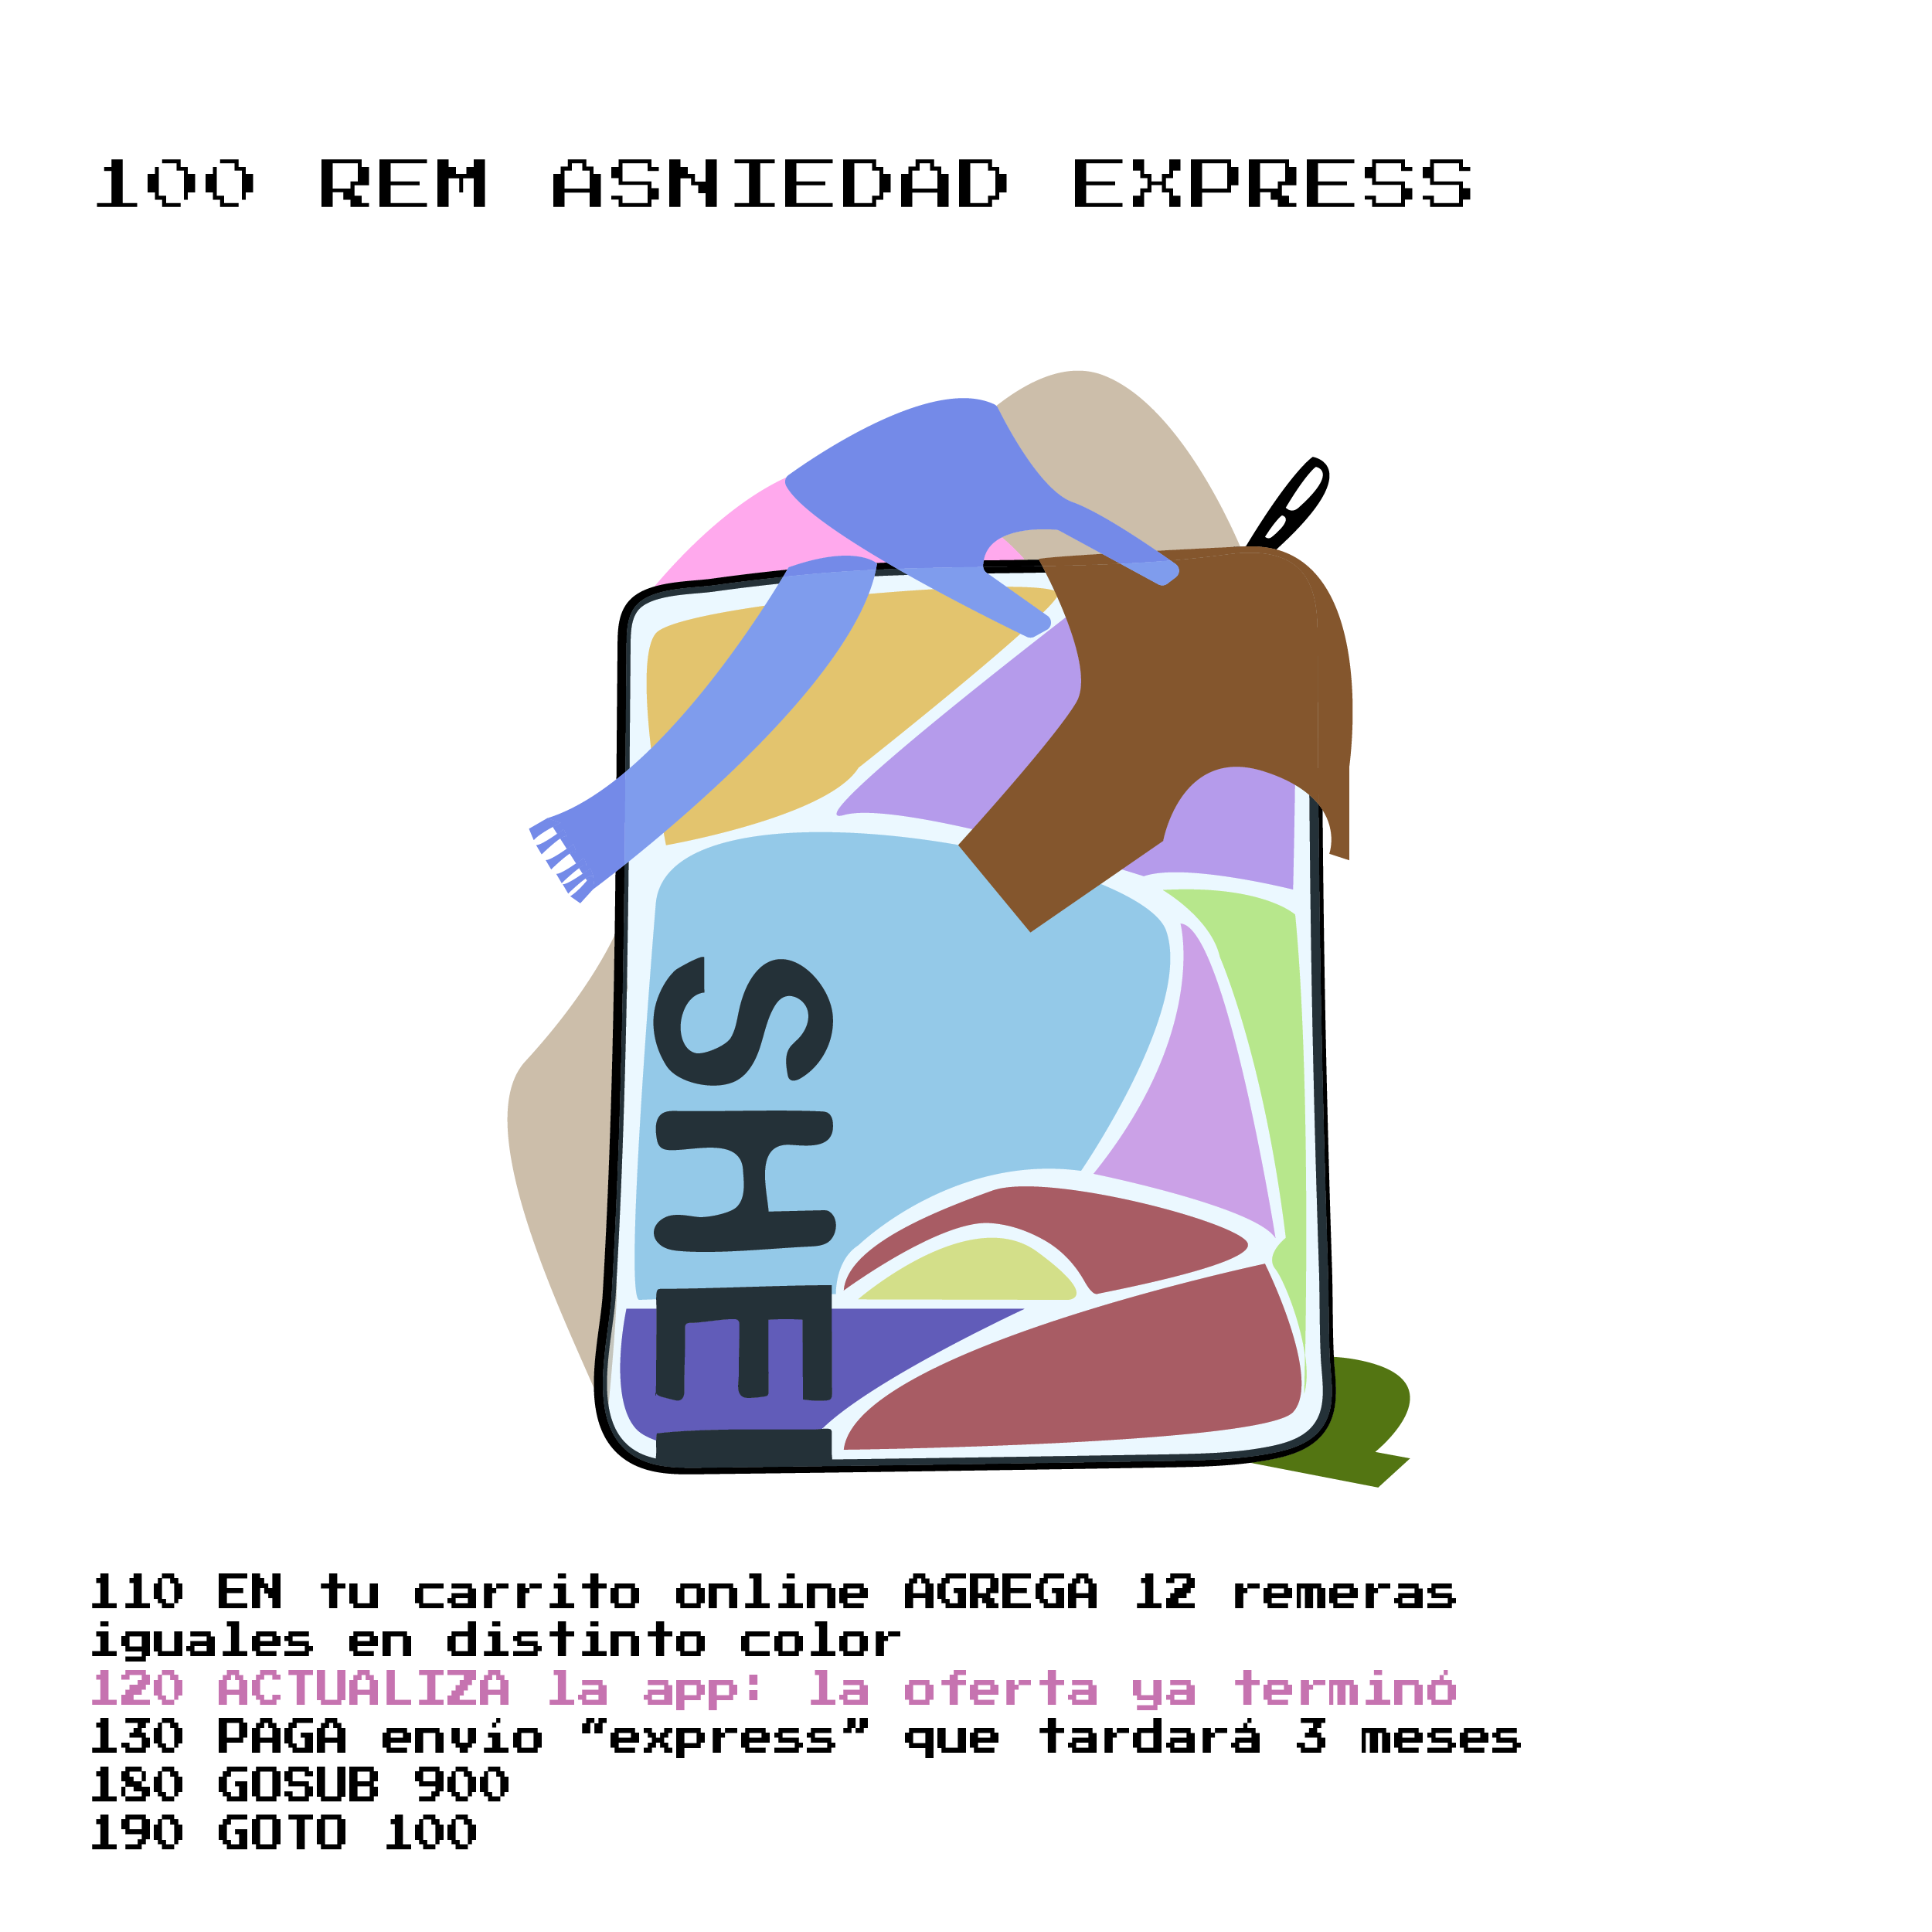 100 REM ASNIEDAD EXPRESS
SHEI
110 EN tu carrito online AGREGA 12 remeras
iguales en distinto color
120 ACTUALIZA la app: la oferta ya terminó
130 PAGÁ envío “express” que tardará 3 meses
180 GOSUB 900
190 GOTO 100